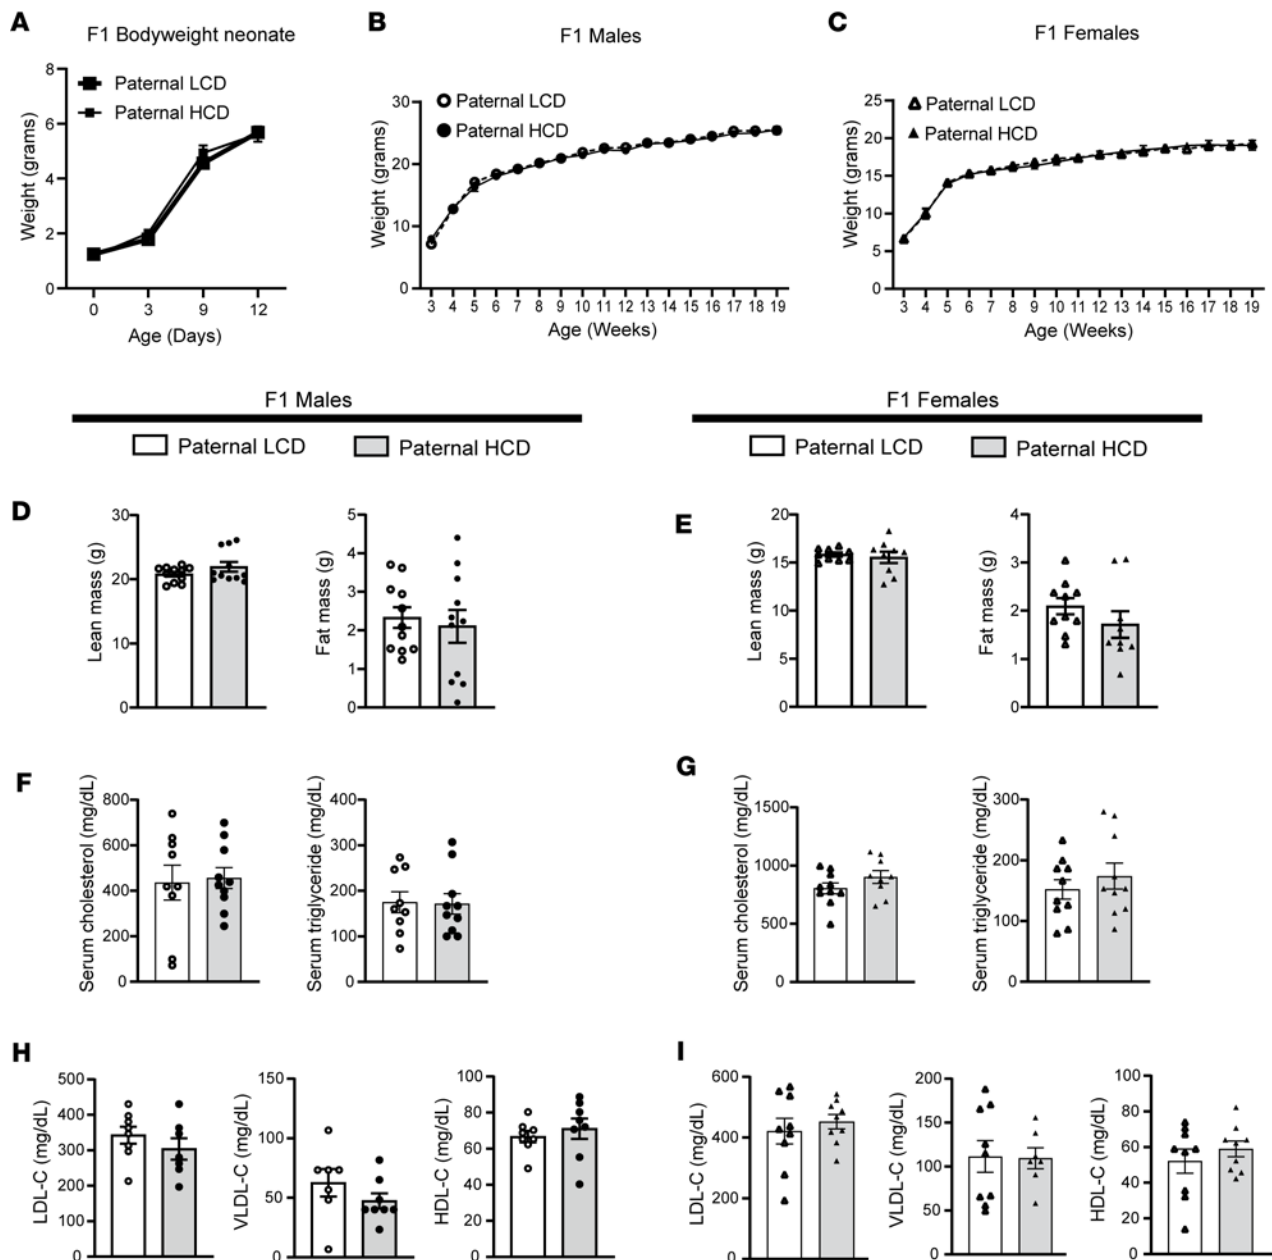 A
F1 Bodyweight neonate
Paternal LCD
Paternal HCD
8
6
4
2
0
Weight (grams)
0 3 9 12
Age (Days)
B
F1 Males
Paternal LCD
Paternal HCD
30
20
10
0
Weight (grams)
3 4 5 6 7 8 9 10 11 12 13 14 15 16 17 18 19
Age (Weeks)
C
F1 Females
Paternal LCD
Paternal HCD
25
20
15
10
5
0
Weight (grams)
3 4 5 6 7 8 9 10 11 12 13 14 15 16 17 18 19
Age (Weeks)
F1 Males
Paternal LCD Paternal HCD
F1 Females
Paternal LCD Paternal HCD
D
Lean mass (g)
30
20
10
0
Fat mass (g)
5
4
3
2
1
0
E
Lean mass (g)
20
15
10
5
0
Fat mass (g)
4
3
2
1
0
F
Serum cholesterol (mg/dL)
800
600
400
200
0
Serum triglyceride (mg/dL)
400
300
200
100
0
G
Serum cholesterol (mg/dL)
1500
1000
500
0
Serum triglyceride (mg/dL)
300
200
100
0
H
LDL-C (mg/dL)
500
400
300
200
100
0
VLDL-C (mg/dL)
150
100
50
0
HDL-C (mg/dL)
100
80
60
40
20
0
I
LDL-C (mg/dL)
600
400
200
0
VLDL-C (mg/dL)
200
150
100
50
0
HDL-C (mg/dL)
100
80
60
40
20
0